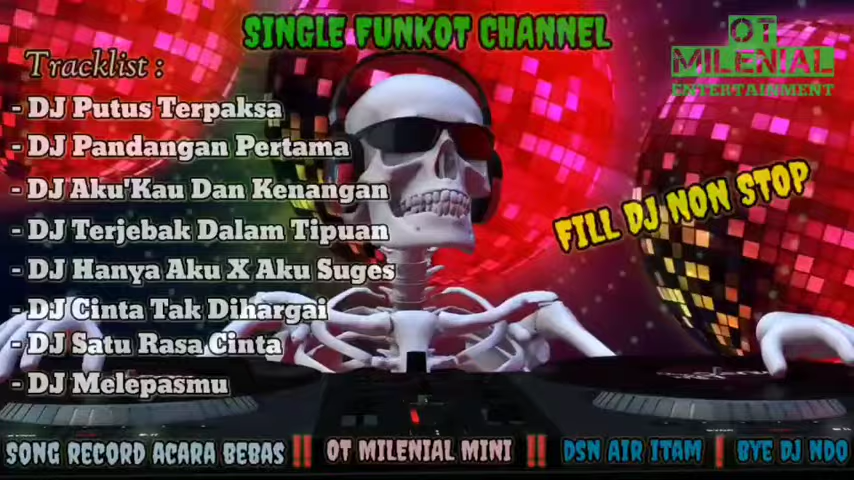 SINGLE FUNKOT CHANNEL
OT
MILENIAL
ENTERTAINMENT
Tracklist :
- DJ Putus Terpaksa
- DJ Pandangan Pertama
- DJ Aku'Kau Dan Kenangan
- DJ Terjebak Dalam Tipuan
- DJ Hanya Aku X Aku Suges
- DJ Cinta Tak Dihargai
- DJ Satu Rasa Cinta
- DJ Melepasmu
FILL DJ NON STOP
SONG RECORD ACARA BEBAS !! OT MILENIAL MINI !! DSN AIR ITAM | BYE DJ NDO